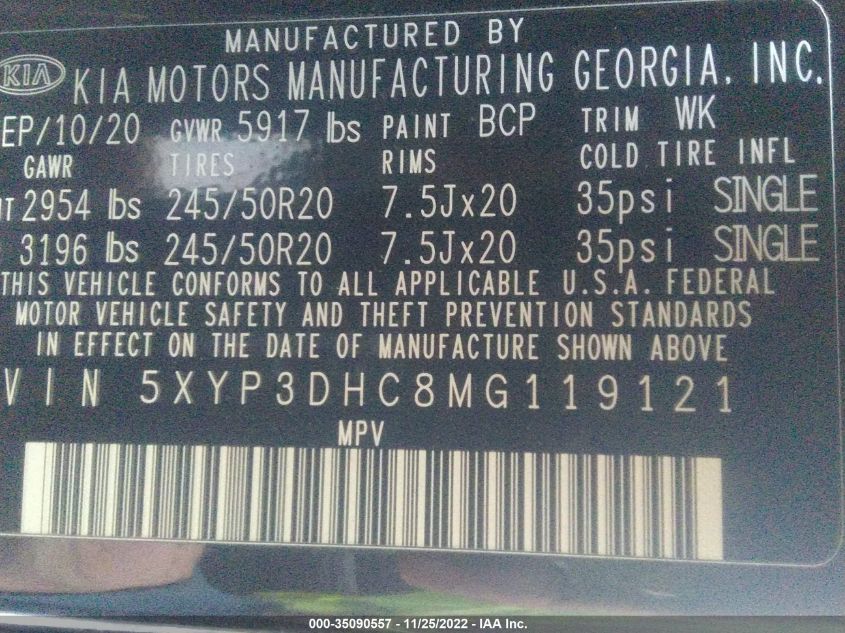 MANUFACTURED BY
KIA KIA MOTORS MANUFACTURING GEORGIA, INC.
EP/10/20 GVWR 5917 lbs PAINT BCP TRIM WK
GAWR TIRES RIMS COLD TIRE INFL
NT 2954 lbs 245/50R20 7.5Jx20 35psi SINGLE
3196 lbs 245/50R20 7.5Jx20 35psi SINGLE
THIS VEHICLE CONFORMS TO ALL APPLICABLE U.S.A. FEDERAL
MOTOR VEHICLE SAFETY AND THEFT PREVENTION STANDARDS
IN EFFECT ON THE DATE OF MANUFACTURE SHOWN ABOVE
VIN 5XYP3DHC8MG119121
MPV
000-35090557 - 11/25/2022 - IAA Inc.